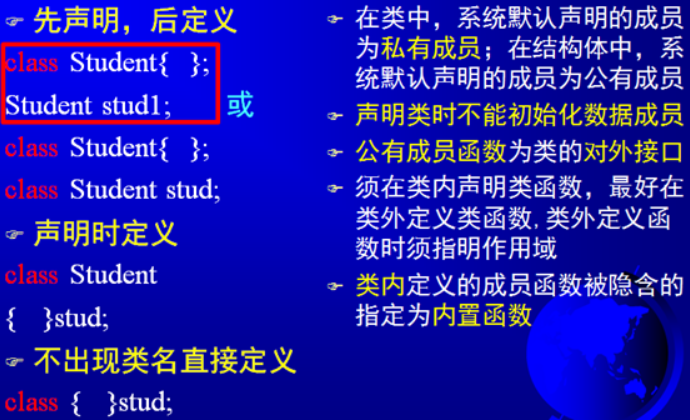 先声明，后定义
class Student{ };
Student stud1; 或
class Student{ };
class Student stud;
声明时定义
class Student
{ }stud;
不出现类名直接定义
class { }stud;
在类中，系统默认声明的成员
为私有成员；在结构体中，系
统默认声明的成员为公有成员
声明类时不能初始化数据成员
公有成员函数为类的对外接口
须在类内声明类函数，最好在
类外定义类函数,类外定义函
数时须指明作用域
类内定义的成员函数被隐含的
指定为内置函数